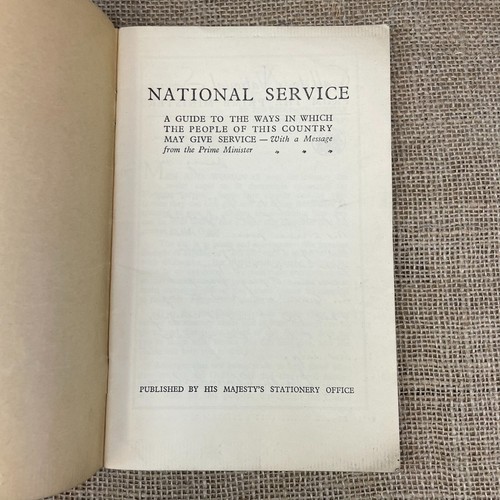 NATIONAL SERVICE
A GUIDE TO THE WAYS IN WHICH
THE PEOPLE OF THIS COUNTRY
MAY GIVE SERVICE — With a Message
from the Prime Minister
PUBLISHED BY HIS MAJESTY'S STATIONERY OFFICE